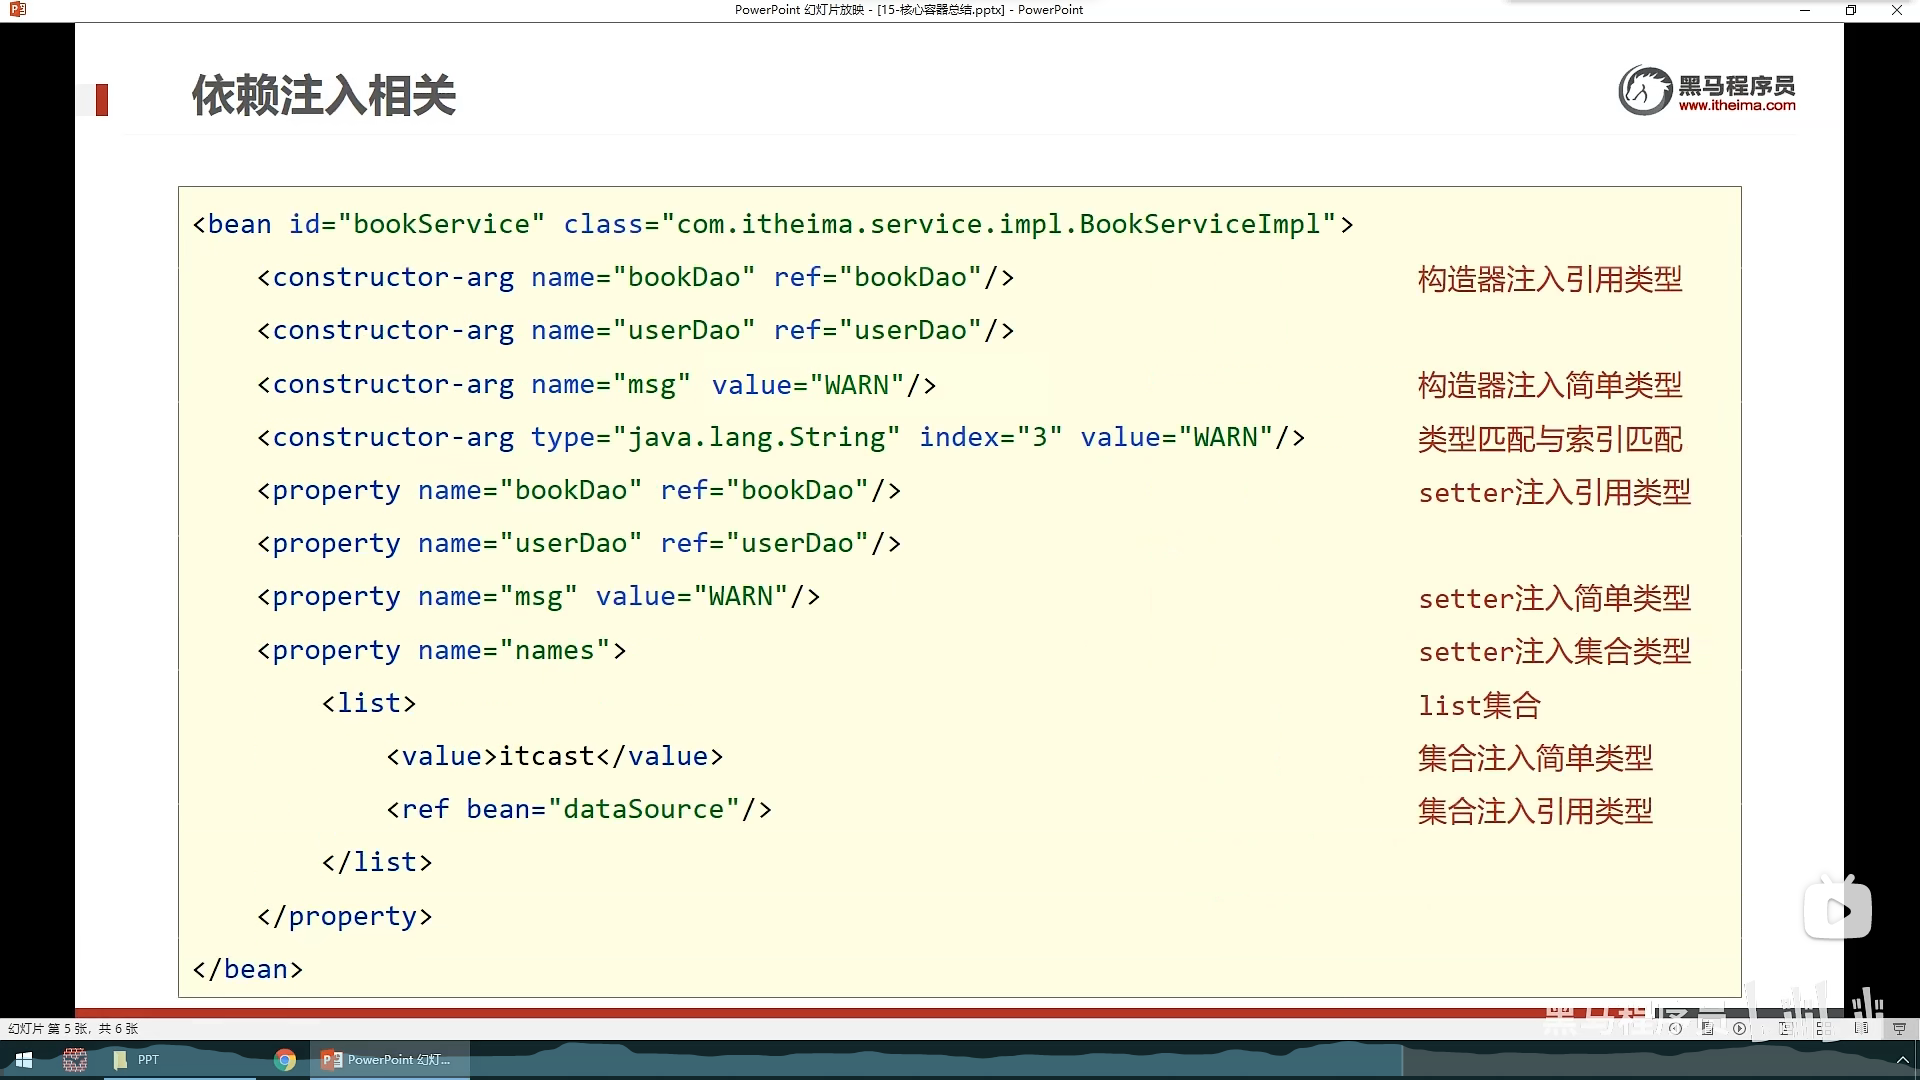 PowerPoint 幻灯片放映 - [15-核心容器总结.pptx] - PowerPoint
依赖注入相关
黑马程序员
www.itheima.com
<bean id="bookService" class="com.itheima.service.impl.BookServiceImpl">
<constructor-arg name="bookDao" ref="bookDao"/> 构造器注入引用类型
<constructor-arg name="userDao" ref="userDao"/>
<constructor-arg name="msg" value="WARN"/> 构造器注入简单类型
<constructor-arg type="java.lang.String" index="3" value="WARN"/> 类型匹配与索引匹配
<property name="bookDao" ref="bookDao"/> setter注入引用类型
<property name="userDao" ref="userDao"/>
<property name="msg" value="WARN"/> setter注入简单类型
<property name="names"> setter注入集合类型
<list> list集合
<value>itcast</value> 集合注入简单类型
<ref bean="dataSource"/> 集合注入引用类型
</list>
</property>
</bean>
黑马程序员
幻灯片 第 5 张，共 6 张
PPT
PowerPoint 幻灯...